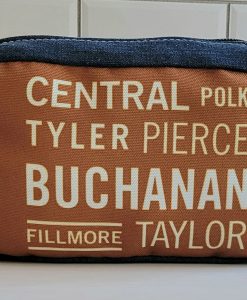 CENTRAL POLK
TYLER PIERCE
BUCHANAN
FILLMORE TAYLOR